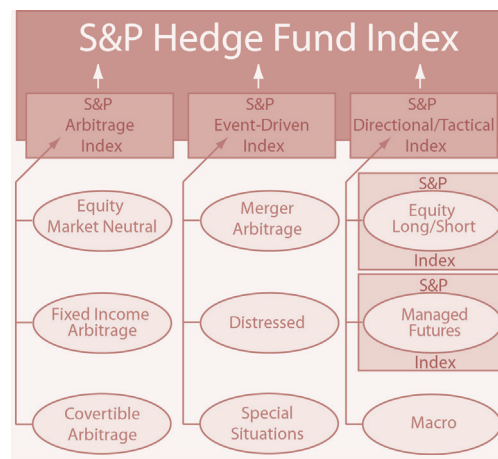 S&P Hedge Fund Index
S&P
Arbitrage
Index
S&P
Event-Driven
Index
S&P
Directional/Tactical
Index
Equity
Market Neutral
Merger
Arbitrage
S&P
Equity
Long/Short
Index
Fixed Income
Arbitrage
Distressed
S&P
Managed
Futures
Index
Covertible
Arbitrage
Special
Situations
Macro